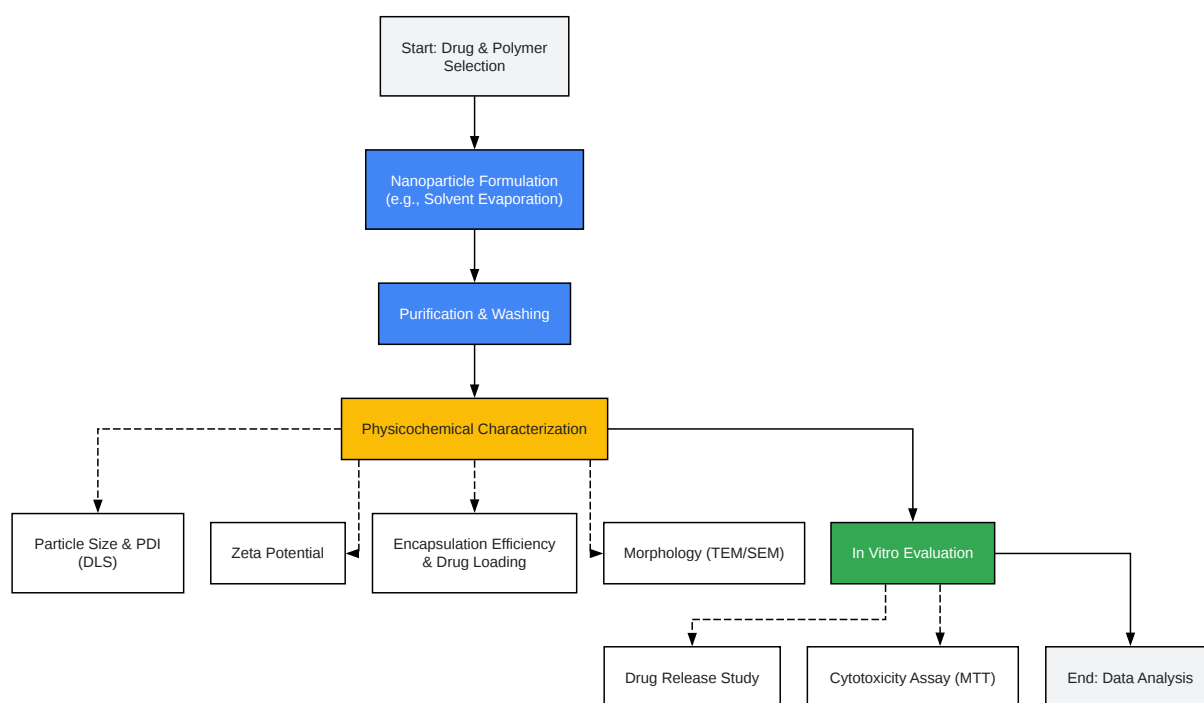 Start: Drug & Polymer
Selection
Nanoparticle Formulation
(e.g., Solvent Evaporation)
Purification & Washing
Physicochemical Characterization
Particle Size & PDI
(DLS)
Zeta Potential
Encapsulation Efficiency
& Drug Loading
Morphology (TEM/SEM)
In Vitro Evaluation
Drug Release Study
Cytotoxicity Assay (MTT)
End: Data Analysis